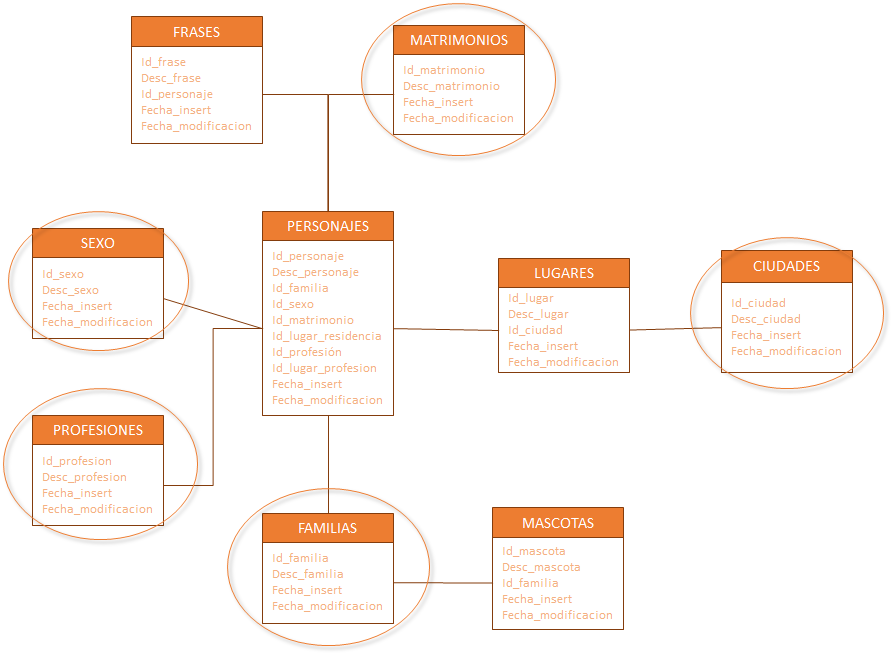 FRASES
Id_frase
Desc_frase
Id_personaje
Fecha_insert
Fecha_modificacion
MATRIMONIOS
Id_matrimonio
Desc_matrimonio
Fecha_insert
Fecha_modificacion
SEXO
Id_sexo
Desc_sexo
Fecha_insert
Fecha_modificacion
PERSONAJES
Id_personaje
Desc_personaje
Id_familia
Id_sexo
Id_matrimonio
Id_lugar_residencia
Id_profesión
Id_lugar_profesion
Fecha_insert
Fecha_modificacion
LUGARES
Id_lugar
Desc_lugar
Id_ciudad
Fecha_insert
Fecha_modificacion
CIUDADES
Id_ciudad
Desc_ciudad
Fecha_insert
Fecha_modificacion
PROFESIONES
Id_profesion
Desc_profesion
Fecha_insert
Fecha_modificacion
FAMILIAS
Id_familia
Desc_familia
Fecha_insert
Fecha_modificacion
MASCOTAS
Id_mascota
Desc_mascota
Id_familia
Fecha_insert
Fecha_modificacion